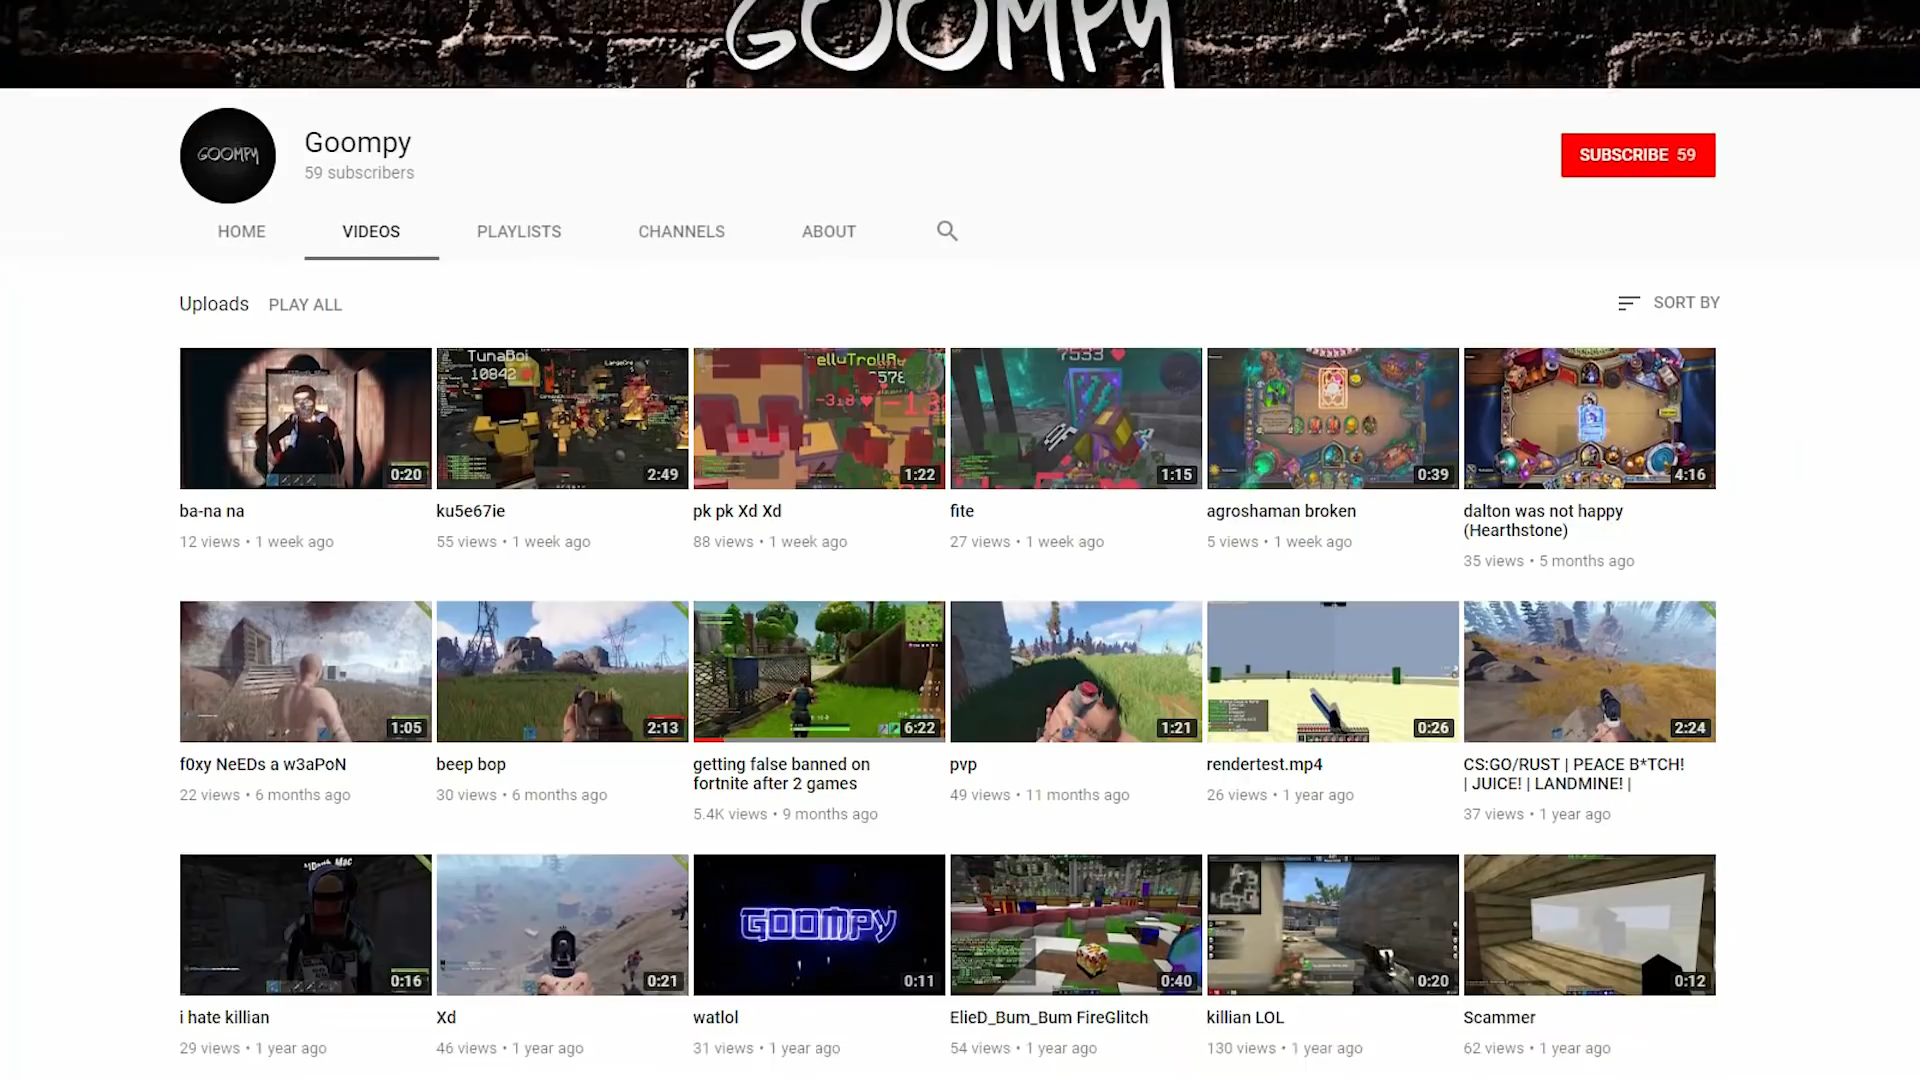 GOOMPY
GOOMPY
Goompy
59 subscribers
SUBSCRIBE 59
HOME
VIDEOS
PLAYLISTS
CHANNELS
ABOUT
Uploads
PLAY ALL
SORT BY
0:20
TunaBoi
10842
2:49
1:22
7533
1:15
0:39
4:16
ba-na na
ku5e67ie
pk pk Xd Xd
fite
agroshaman broken
dalton was not happy
(Hearthstone)
12 views • 1 week ago
55 views • 1 week ago
88 views • 1 week ago
27 views • 1 week ago
5 views • 1 week ago
35 views • 5 months ago
1:05
2:13
6:22
1:21
0:26
2:24
f0xy NeEDs a w3aPoN
beep bop
getting false banned on
fortnite after 2 games
pvp
rendertest.mp4
CS:GO/RUST | PEACE B*TCH!
| JUICE! | LANDMINE! |
22 views • 6 months ago
30 views • 6 months ago
5.4K views • 9 months ago
49 views • 11 months ago
26 views • 1 year ago
37 views • 1 year ago
0:16
0:21
GOOMPY
0:11
0:40
0:20
0:12
i hate killian
Xd
watlol
ElieD_Bum_Bum FireGlitch
killian LOL
Scammer
29 views • 1 year ago
46 views • 1 year ago
31 views • 1 year ago
54 views • 1 year ago
130 views • 1 year ago
62 views • 1 year ago